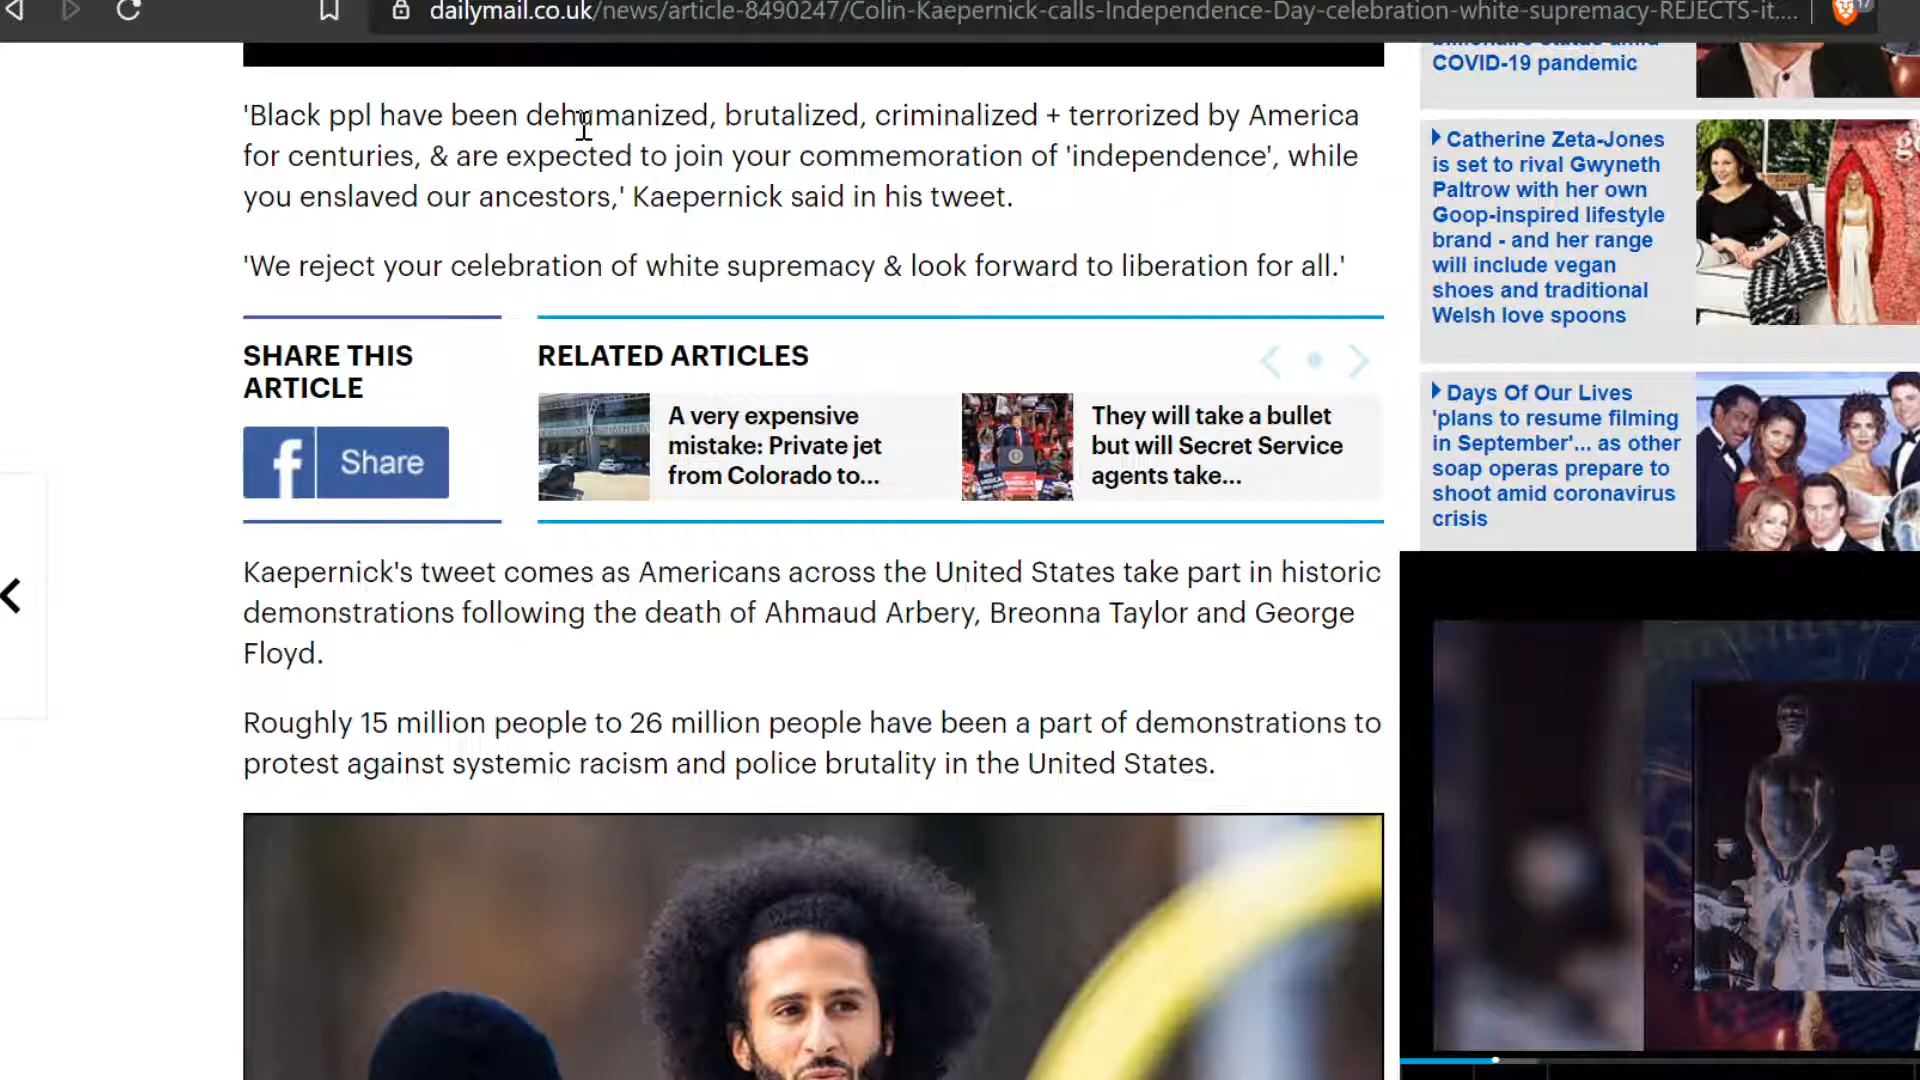 dailymail.co.uk/news/article-8490247/Colin-Kaepernick-calls-Independence-Day-celebration-white-supremacy-REJECTS-it....
17
COVID-19 pandemic
'Black ppl have been dehumanized, brutalized, criminalized + terrorized by America
for centuries, & are expected to join your commemoration of 'independence', while
you enslaved our ancestors,' Kaepernick said in his tweet.
'We reject your celebration of white supremacy & look forward to liberation for all.'
SHARE THIS
ARTICLE
f Share
RELATED ARTICLES
A very expensive
mistake: Private jet
from Colorado to...
They will take a bullet
but will Secret Service
agents take...
Kaepernick's tweet comes as Americans across the United States take part in historic
demonstrations following the death of Ahmaud Arbery, Breonna Taylor and George
Floyd.
Roughly 15 million people to 26 million people have been a part of demonstrations to
protest against systemic racism and police brutality in the United States.
Catherine Zeta-Jones
is set to rival Gwyneth
Paltrow with her own
Goop-inspired lifestyle
brand - and her range
will include vegan
shoes and traditional
Welsh love spoons
Days Of Our Lives
'plans to resume filming
in September'... as other
soap operas prepare to
shoot amid coronavirus
crisis